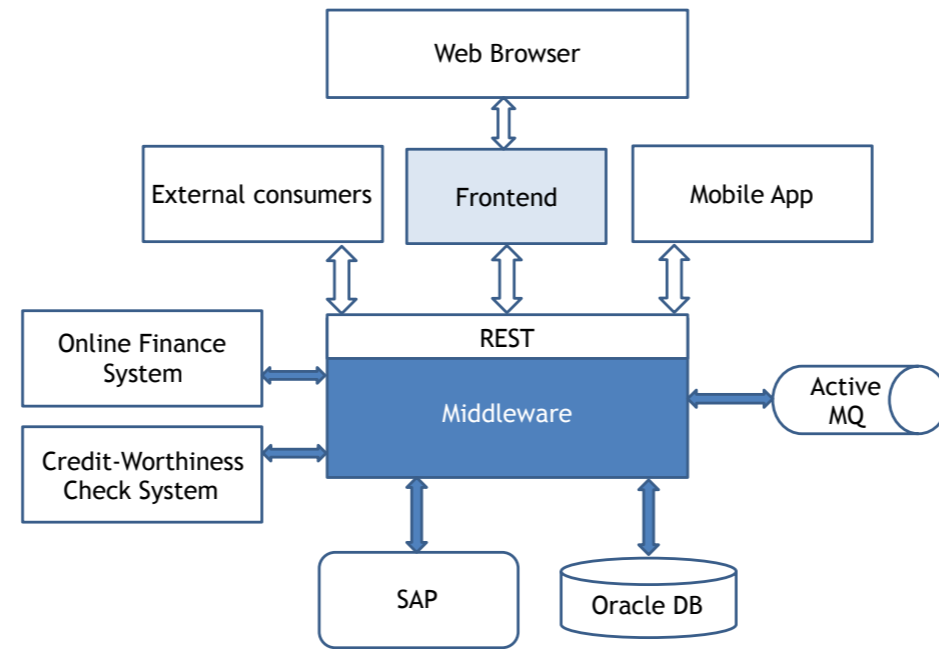 Web Browser
External consumers
Frontend
Mobile App
REST
Online Finance
System
Middleware
Active
MQ
Credit-Worthiness
Check System
SAP
Oracle DB